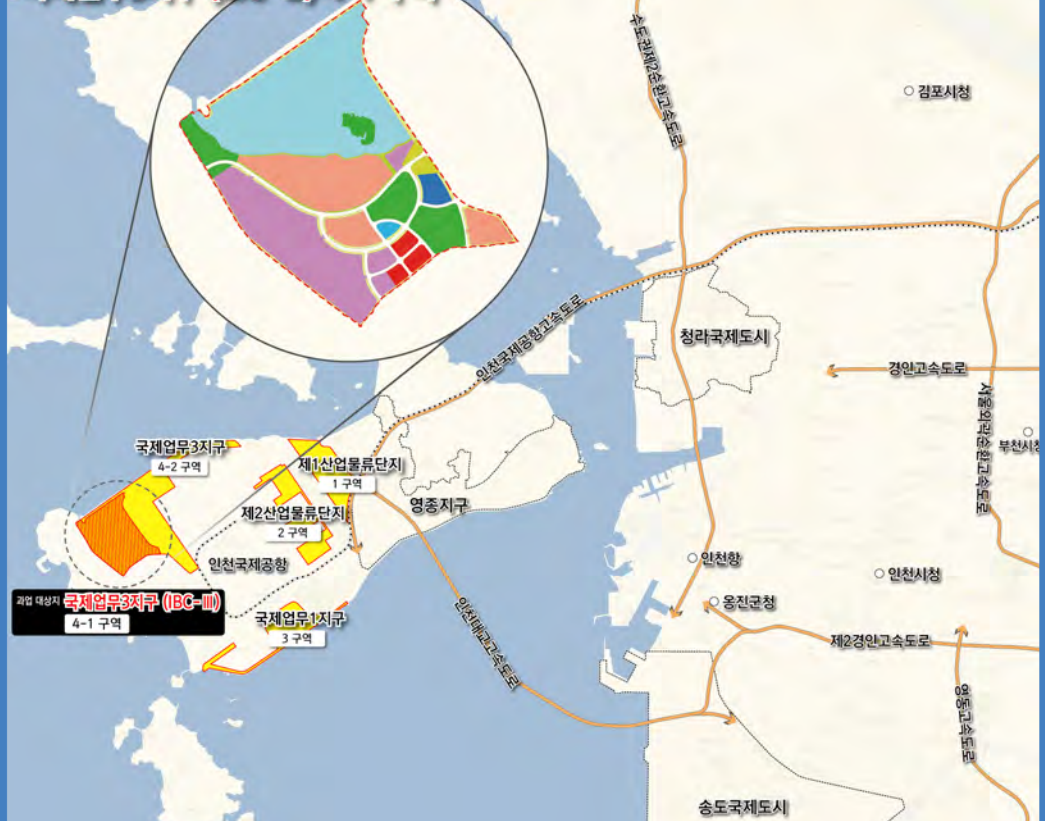 수도권제2순환고속도로
김포시청
인천국제공항고속도로
청라국제도시
경인고속도로
서울외곽순환고속도로
국제업무3지구
4-2 구역
제1산업물류단지
1 구역
영종지구
제2산업물류단지
2 구역
인천국제공항
인천항
인천시청
과업 대상지 국제업무3지구 (IBC-Ⅲ)
4-1 구역
국제업무1지구
3 구역
인천대고속도로
옹진군청
제2경인고속도로
영동고속도로
송도국제도시